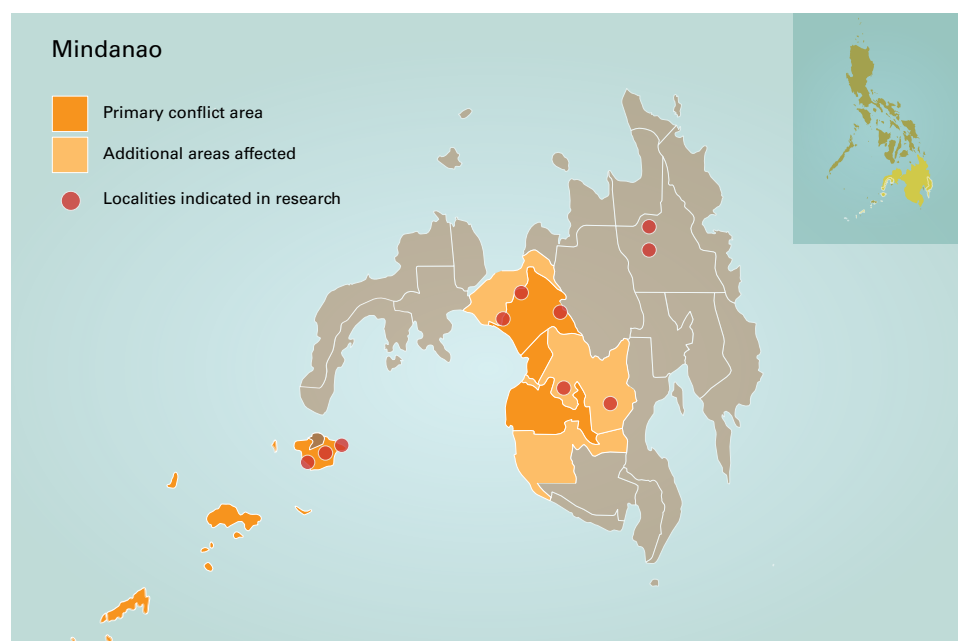 Mindanao
Primary conflict area
Additional areas affected
Localities indicated in research